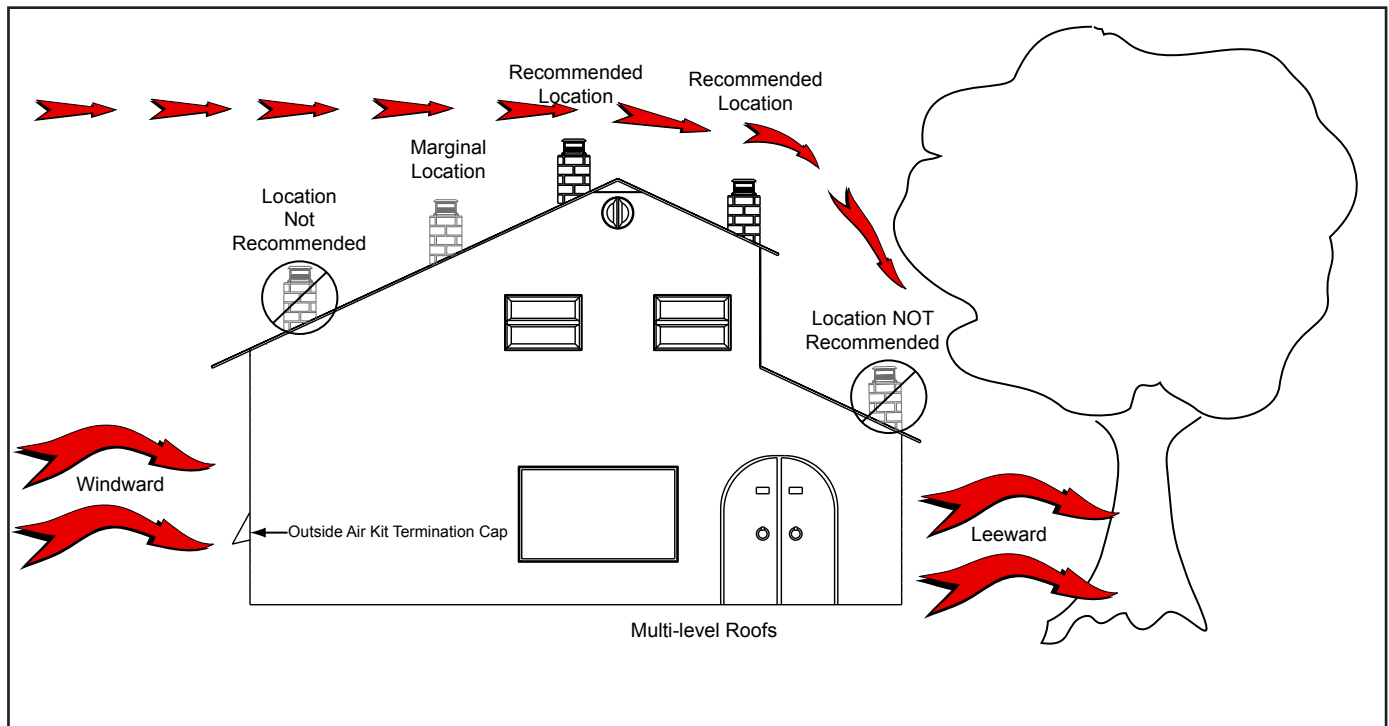 Recommended
Location
Recommended
Location
Marginal
Location
Location
Not
Recommended
Location NOT
Recommended
Windward
Outside Air Kit Termination Cap
Leeward
Multi-level Roofs